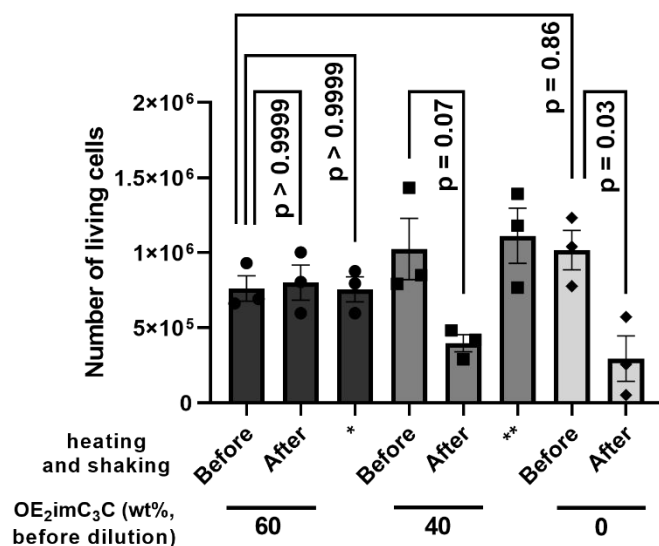 p = 0.86
p > 0.9999
p > 0.9999
p = 0.07
p = 0.03
Number of living cells
2×10⁶
1.5×10⁶
1×10⁶
5×10⁵
0
heating
and shaking
Before
After
*
Before
After
**
Before
After
OE₂imC₃C (wt%,
before dilution)
60
40
0